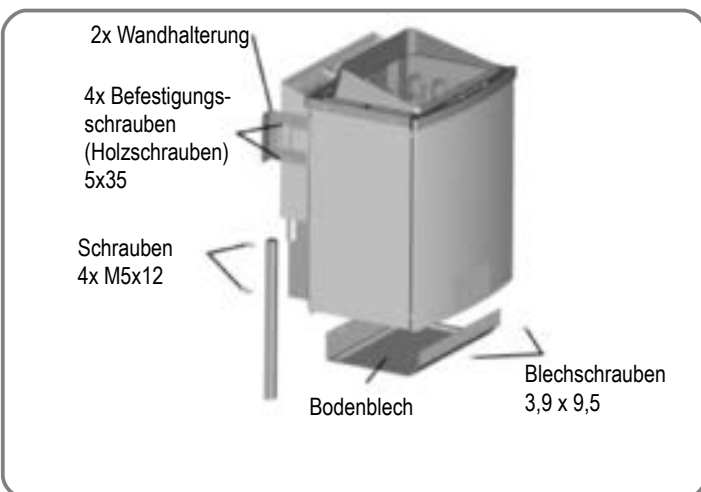 2x Wandhalterung
4x Befestigungs-
schrauben
(Holzschrauben)
5x35
Schrauben
4x M5x12
Bodenblech
Blechschrauben
3,9 x 9,5